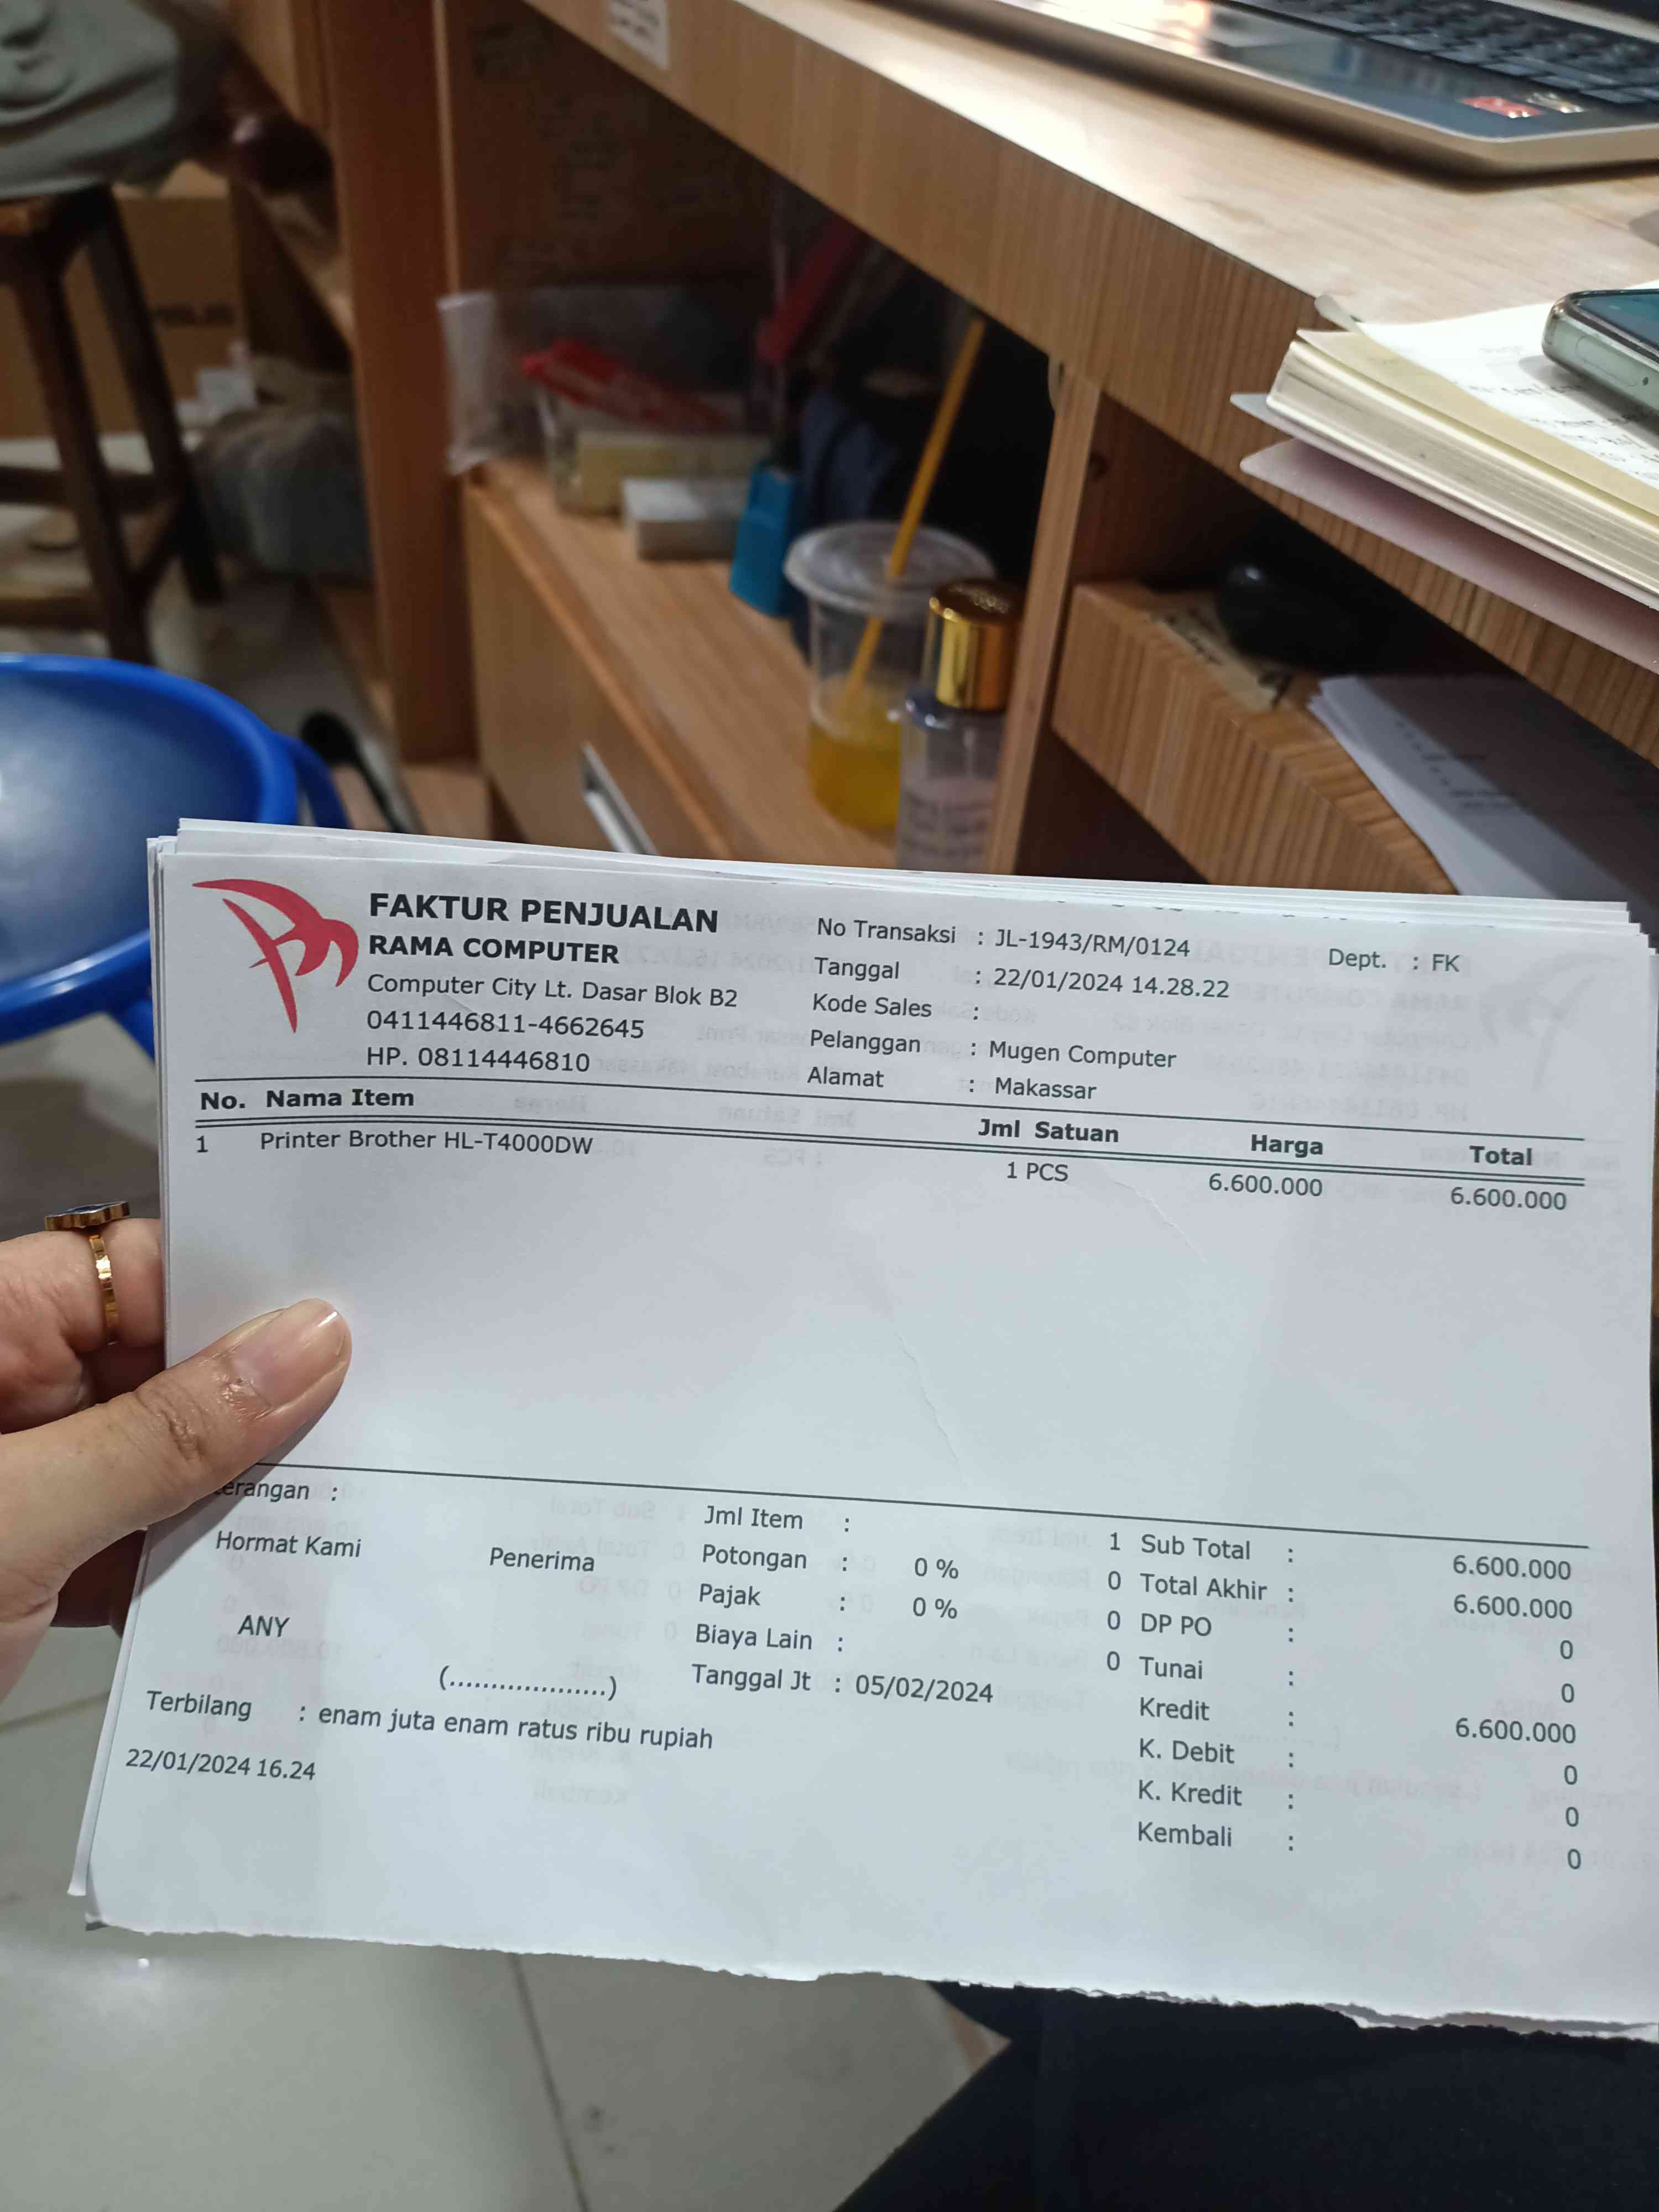 FAKTUR PENJUALAN
RAMA COMPUTER
Computer City Lt. Dasar Blok B2
0411446811-4662645
HP. 08114446810
No Transaksi : JL-1943/RM/0124
Dept. : FK
Tanggal : 22/01/2024 14.28.22
Kode Sales :
Pelanggan : Mugen Computer
Alamat : Makassar
No. Nama Item Jml Satuan Harga Total
1 Printer Brother HL-T4000DW 1 PCS 6.600.000 6.600.000
erangan :
Hormat Kami
Penerima
ANY
(...................)
Jml Item : 1
Potongan : 0 % 0
Pajak : 0 % 0
Biaya Lain : 0
Tanggal Jt : 05/02/2024
Sub Total : 6.600.000
Total Akhir : 6.600.000
DP PO : 0
Tunai : 0
Kredit : 6.600.000
K. Debit : 0
K. Kredit : 0
Kembali : 0
Terbilang : enam juta enam ratus ribu rupiah
22/01/2024 16.24